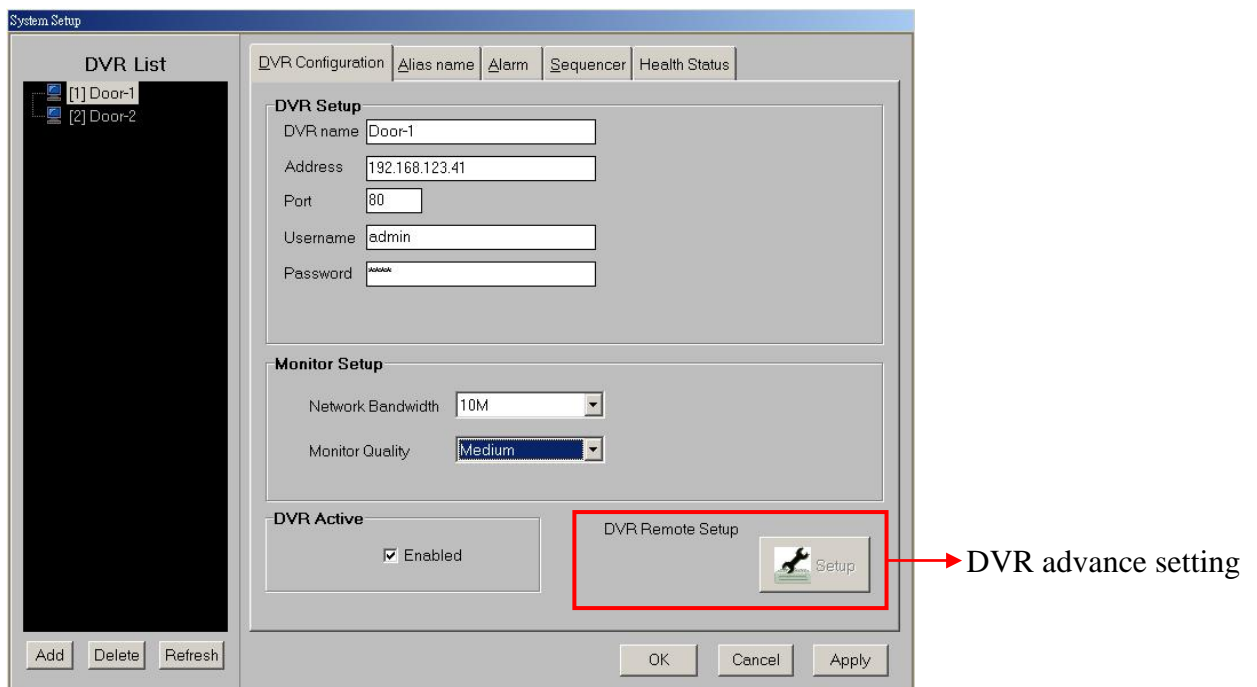 System Setup
DVR List
[1] Door-1
[2] Door-2
Add Delete Refresh
DVR Configuration Alias name Alarm Sequencer Health Status
DVR Setup
DVR name Door-1
Address 192.168.123.41
Port 80
Username admin
Password *****
Monitor Setup
Network Bandwidth 10M
Monitor Quality Medium
DVR Active
Enabled
DVR Remote Setup
Setup
DVR advance setting
OK Cancel Apply